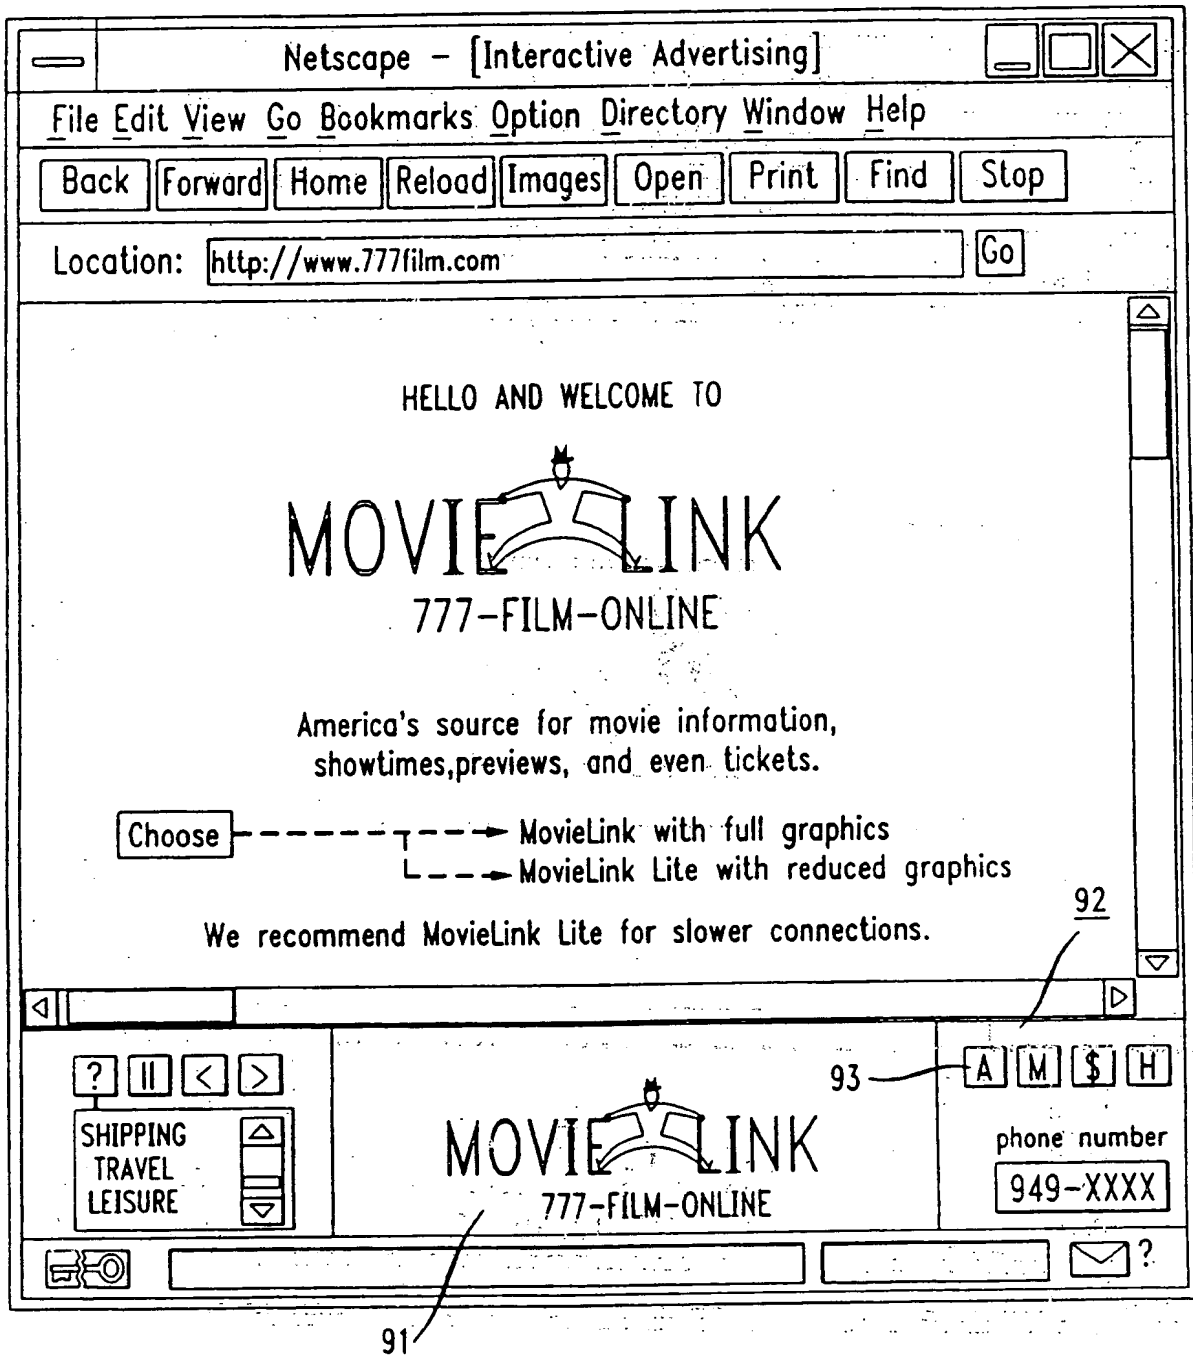 Netscape – [Interactive Advertising]
File Edit View Go Bookmarks Option Directory Window Help
Back Forward Home Reload Images Open Print Find Stop
Location: http://www.777film.com Go
HELLO AND WELCOME TO
MOVIE LINK
777-FILM-ONLINE
America's source for movie information,
showtimes,previews, and even tickets.
Choose MovieLink with full graphics
MovieLink Lite with reduced graphics
We recommend MovieLink Lite for slower connections.
92
? || < >
SHIPPING
TRAVEL
LEISURE
MOVIE LINK
777-FILM-ONLINE
93 A M $ H
phone number
949-XXXX
?
91